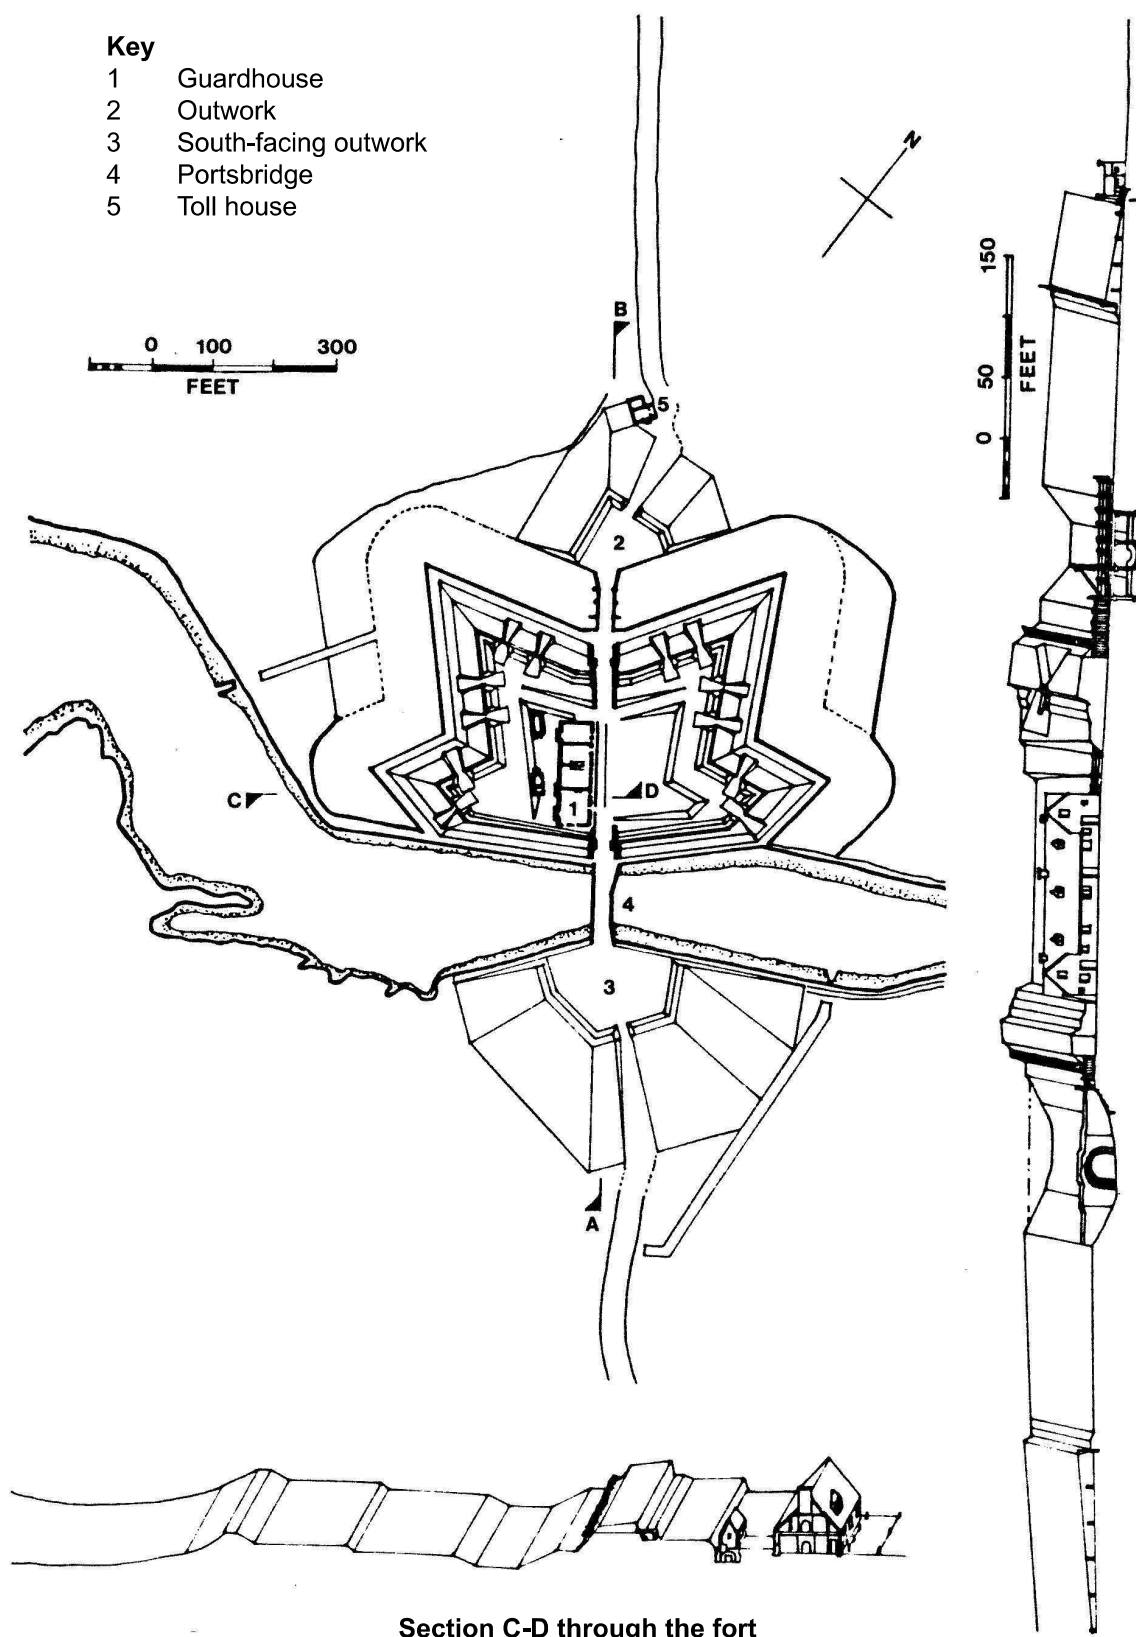 Key
1 Guardhouse
2 Outwork
3 South-facing outwork
4 Portsbridge
5 Toll house
N
150
50
0
FEET
B
0 100 300
FEET
5
2
C
D
1
4
3
A
Section C-D through the fort